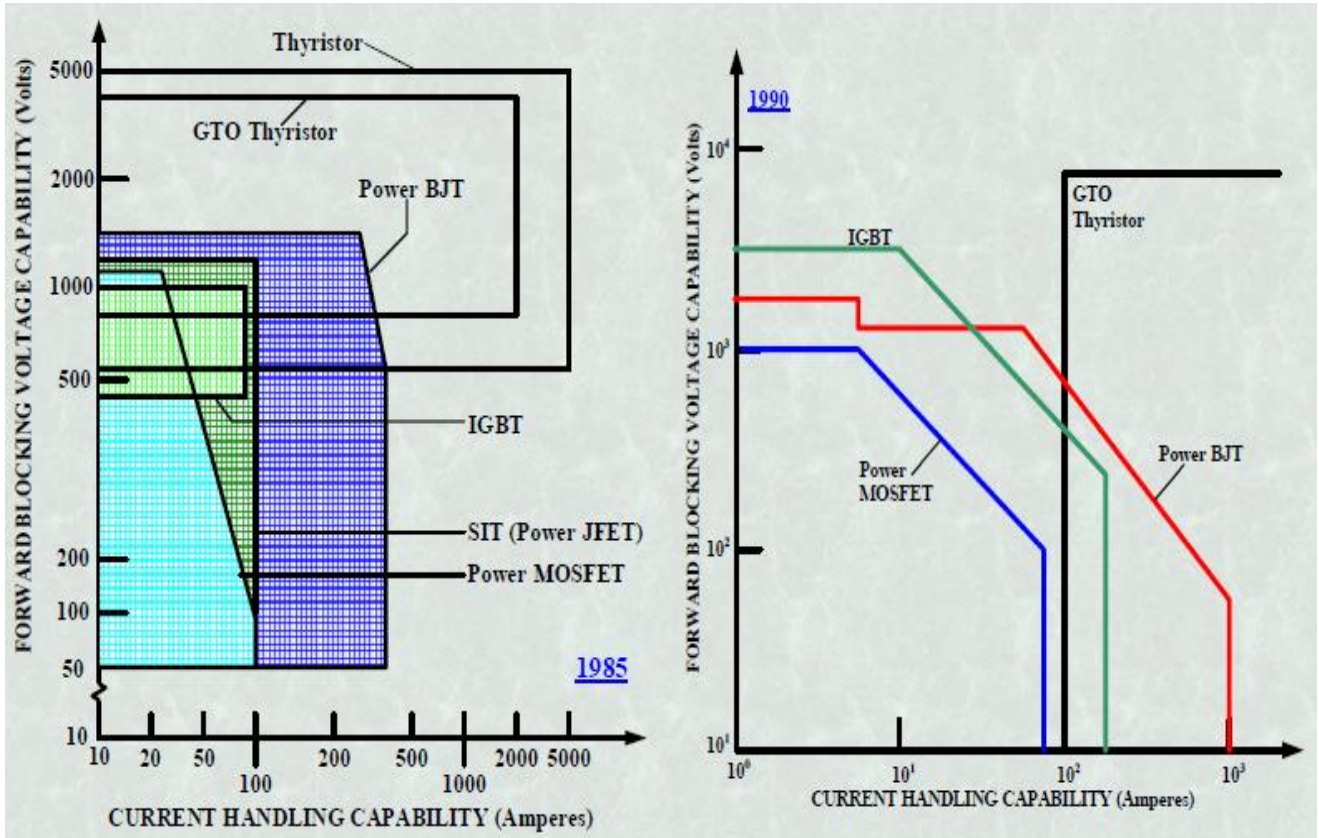 FORWARD BLOCKING VOLTAGE CAPABILITY (Volts)
5000
2000
1000
500
200
100
50
10
Thyristor
GTO Thyristor
Power BJT
IGBT
SIT (Power JFET)
Power MOSFET
1985
10
20
50
100
200
500
1000
2000
5000
CURRENT HANDLING CAPABILITY (Amperes)
FORWARD BLOCKING VOLTAGE CAPABILITY (Volts)
1990
10⁴
10³
10²
10¹
GTO
Thyristor
IGBT
Power BJT
Power
MOSFET
10⁰
10¹
10²
10³
CURRENT HANDLING CAPABILITY (Amperes)